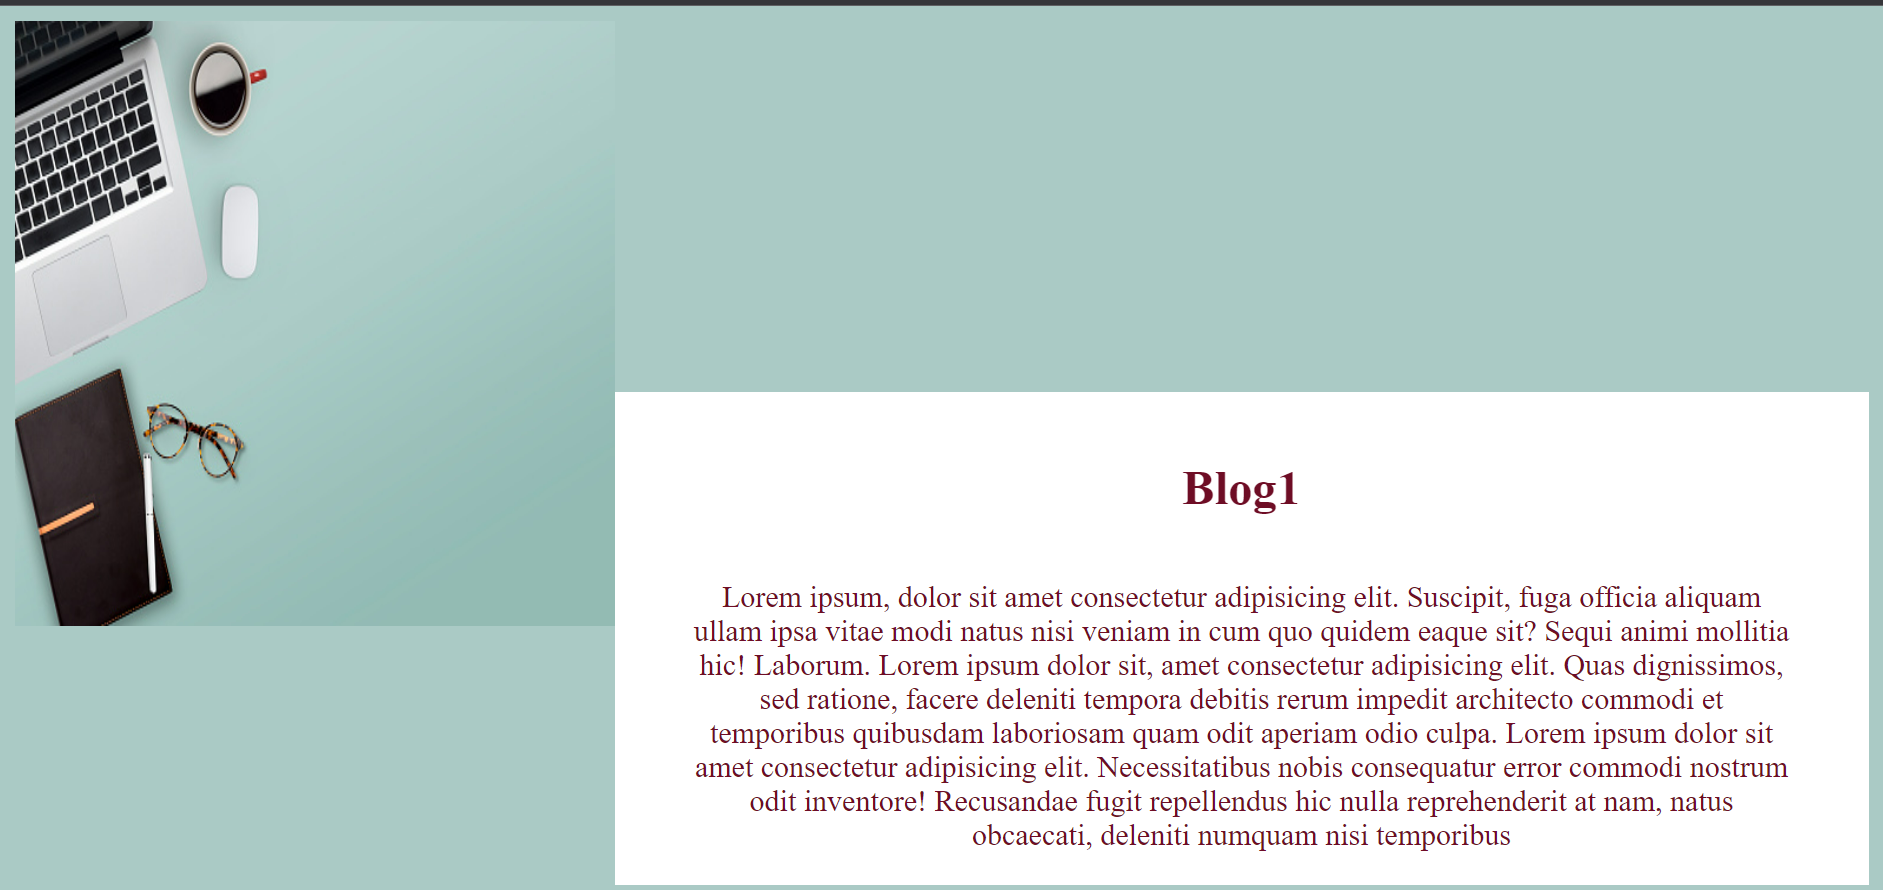 Blog1
Lorem ipsum, dolor sit amet consectetur adipisicing elit. Suscipit, fuga officia aliquam
ullam ipsa vitae modi natus nisi veniam in cum quo quidem eaque sit? Sequi animi mollitia
hic! Laborum. Lorem ipsum dolor sit, amet consectetur adipisicing elit. Quas dignissimos,
sed ratione, facere deleniti tempora debitis rerum impedit architecto commodi et
temporibus quibusdam laboriosam quam odit aperiam odio culpa. Lorem ipsum dolor sit
amet consectetur adipisicing elit. Necessitatibus nobis consequatur error commodi nostrum
odit inventore! Recusandae fugit repellendus hic nulla reprehenderit at nam, natus
obcaecati, deleniti numquam nisi temporibus